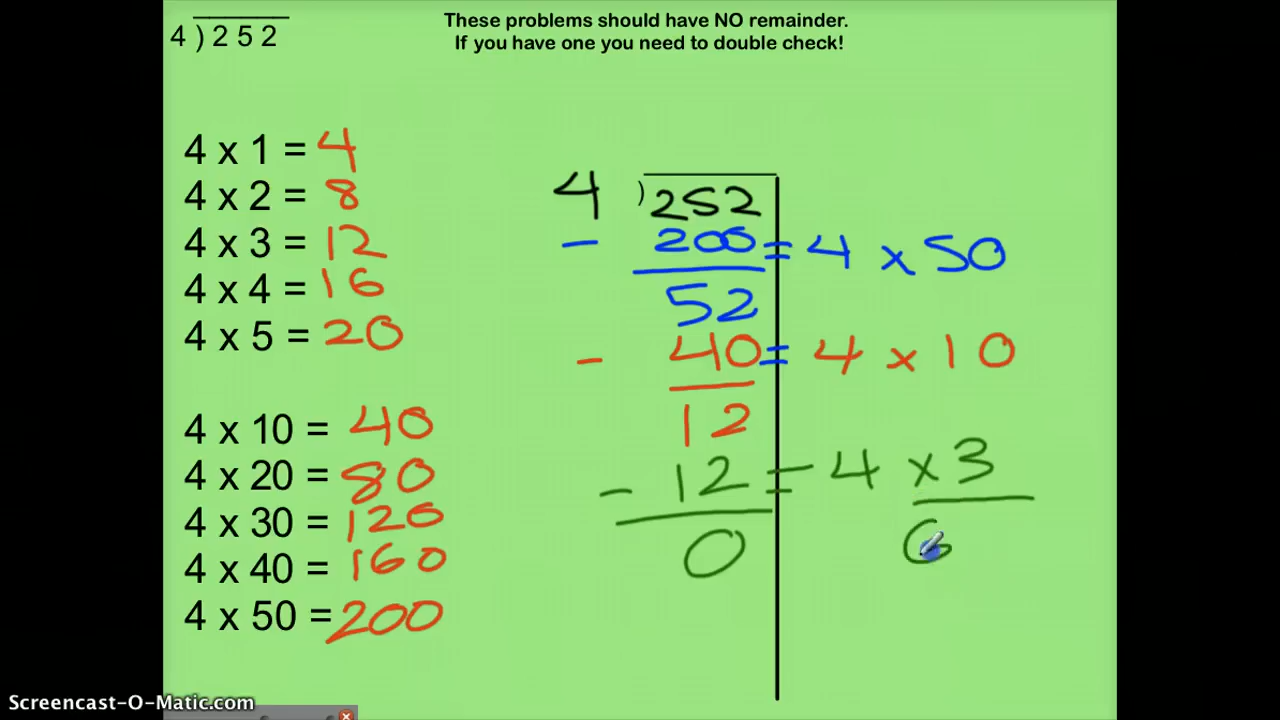 These problems should have NO remainder.
If you have one you need to double check!
4 ) 2 5 2
4 x 1 = 4
4 x 2 = 8
4 x 3 = 12
4 x 4 = 16
4 x 5 = 20
4 x 10 = 40
4 x 20 = 80
4 x 30 = 120
4 x 40 = 160
4 x 50 = 200
4 ) 252
- 200 = 4 x 50
52
- 40 = 4 x 10
12
- 12 = 4 x 3
0 6
Screencast-O-Matic.com